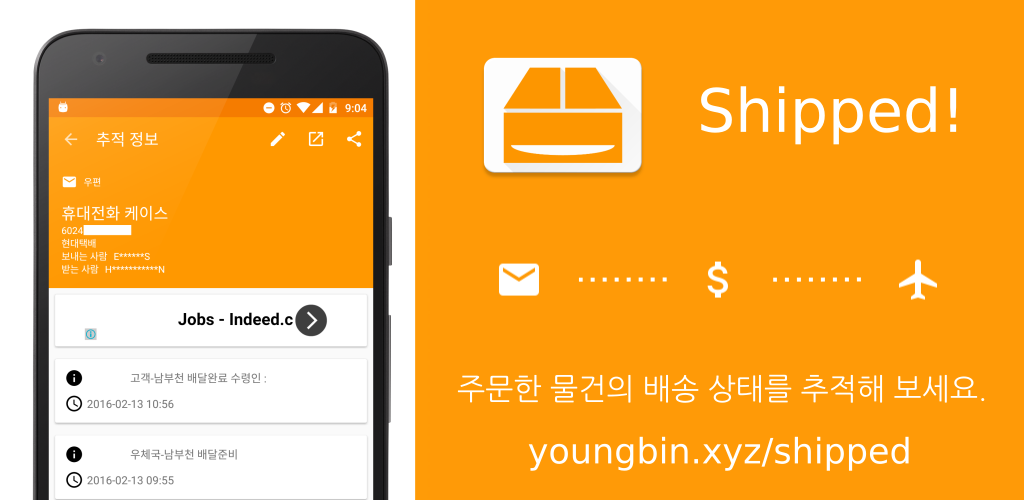 9:04
추적 정보
우편
휴대전화 케이스
6024
현대택배
보내는 사람 E******S
받는 사람 H***********N
Jobs - Indeed.c
고객-남부천 배달완료 수령인 :
2016-02-13 10:56
우체국-남부천 배달준비
2016-02-13 09:55
Shipped!
$
주문한 물건의 배송 상태를 추적해 보세요.
youngbin.xyz/shipped